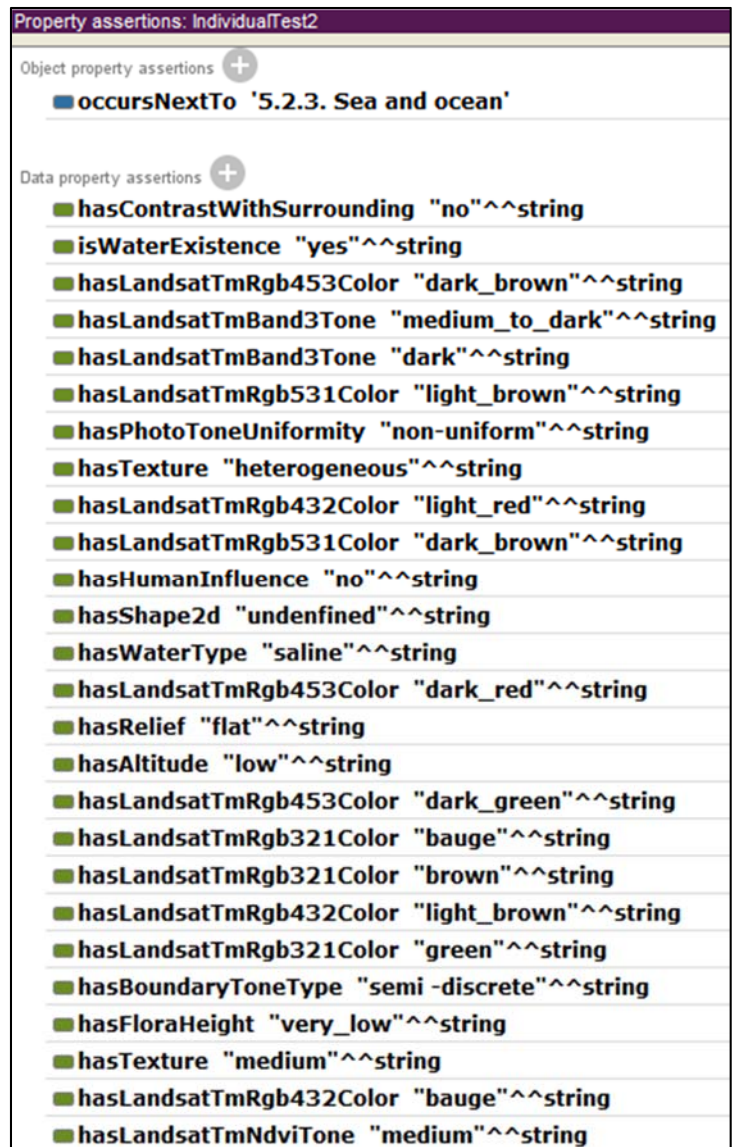 Property assertions: IndividualTest2
Object property assertions
occursNextTo '5.2.3. Sea and ocean'
Data property assertions
hasContrastWithSurrounding "no"^^string
isWaterExistence "yes"^^string
hasLandsatTmRgb453Color "dark_brown"^^string
hasLandsatTmBand3Tone "medium_to_dark"^^string
hasLandsatTmBand3Tone "dark"^^string
hasLandsatTmRgb531Color "light_brown"^^string
hasPhotoToneUniformity "non-uniform"^^string
hasTexture "heterogeneous"^^string
hasLandsatTmRgb432Color "light_red"^^string
hasLandsatTmRgb531Color "dark_brown"^^string
hasHumanInfluence "no"^^string
hasShape2d "undenfined"^^string
hasWaterType "saline"^^string
hasLandsatTmRgb453Color "dark_red"^^string
hasRelief "flat"^^string
hasAltitude "low"^^string
hasLandsatTmRgb453Color "dark_green"^^string
hasLandsatTmRgb321Color "bauge"^^string
hasLandsatTmRgb321Color "brown"^^string
hasLandsatTmRgb432Color "light_brown"^^string
hasLandsatTmRgb321Color "green"^^string
hasBoundaryToneType "semi -discrete"^^string
hasFloraHeight "very_low"^^string
hasTexture "medium"^^string
hasLandsatTmRgb432Color "bauge"^^string
hasLandsatTmNdviTone "medium"^^string